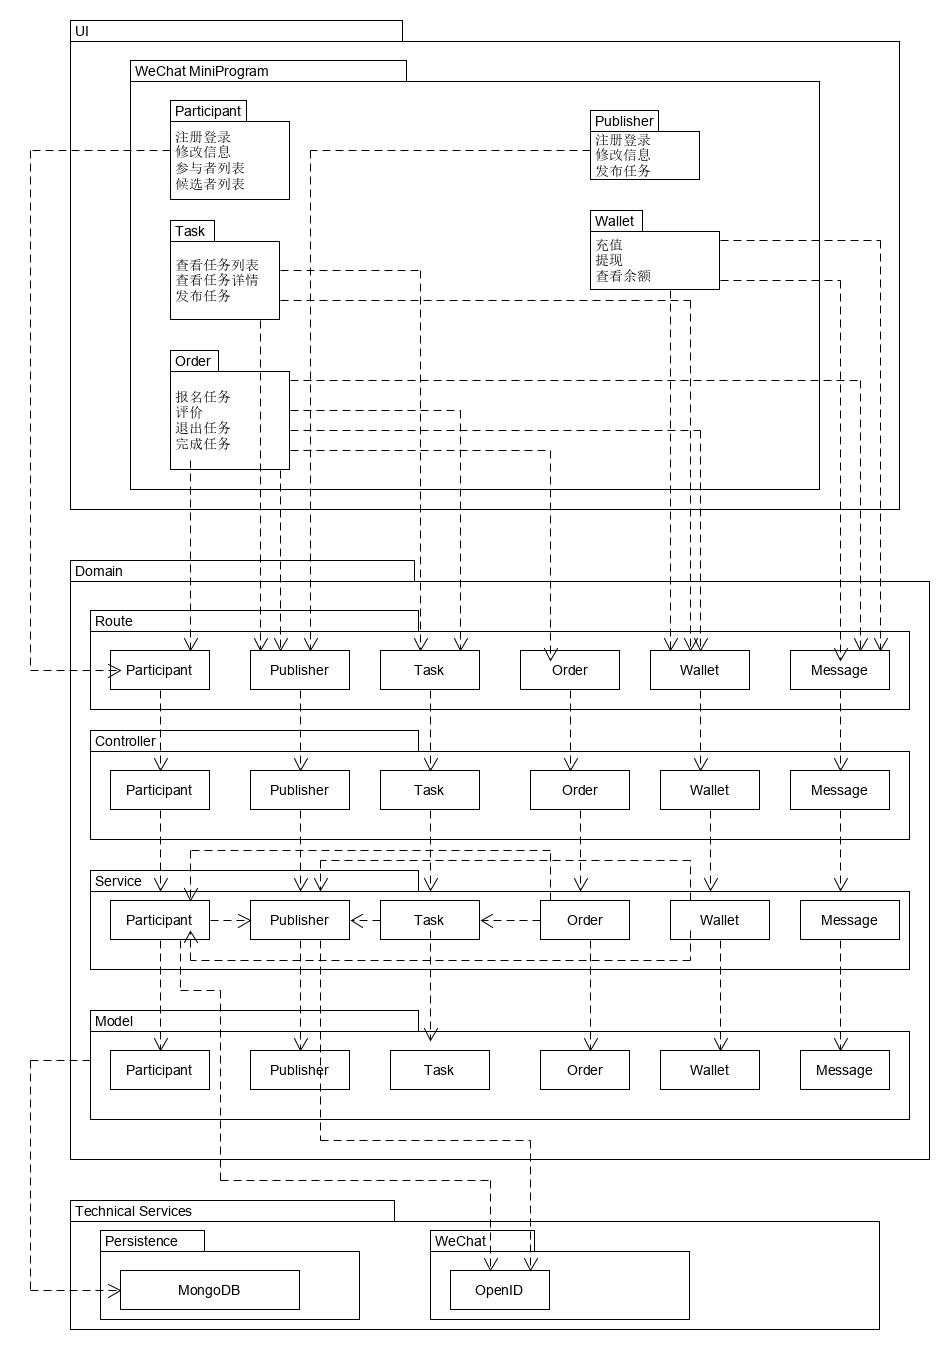 UI
WeChat MiniProgram
Participant
注册登录
修改信息
参与者列表
候选者列表
Publisher
注册登录
修改信息
发布任务
Task
查看任务列表
查看任务详情
发布任务
Wallet
充值
提现
查看余额
Order
报名任务
评价
退出任务
完成任务
Domain
Route
Participant
Publisher
Task
Order
Wallet
Message
Controller
Participant
Publisher
Task
Order
Wallet
Message
Service
Participant
Publisher
Task
Order
Wallet
Message
Model
Participant
Publisher
Task
Order
Wallet
Message
Technical Services
Persistence
MongoDB
WeChat
OpenID